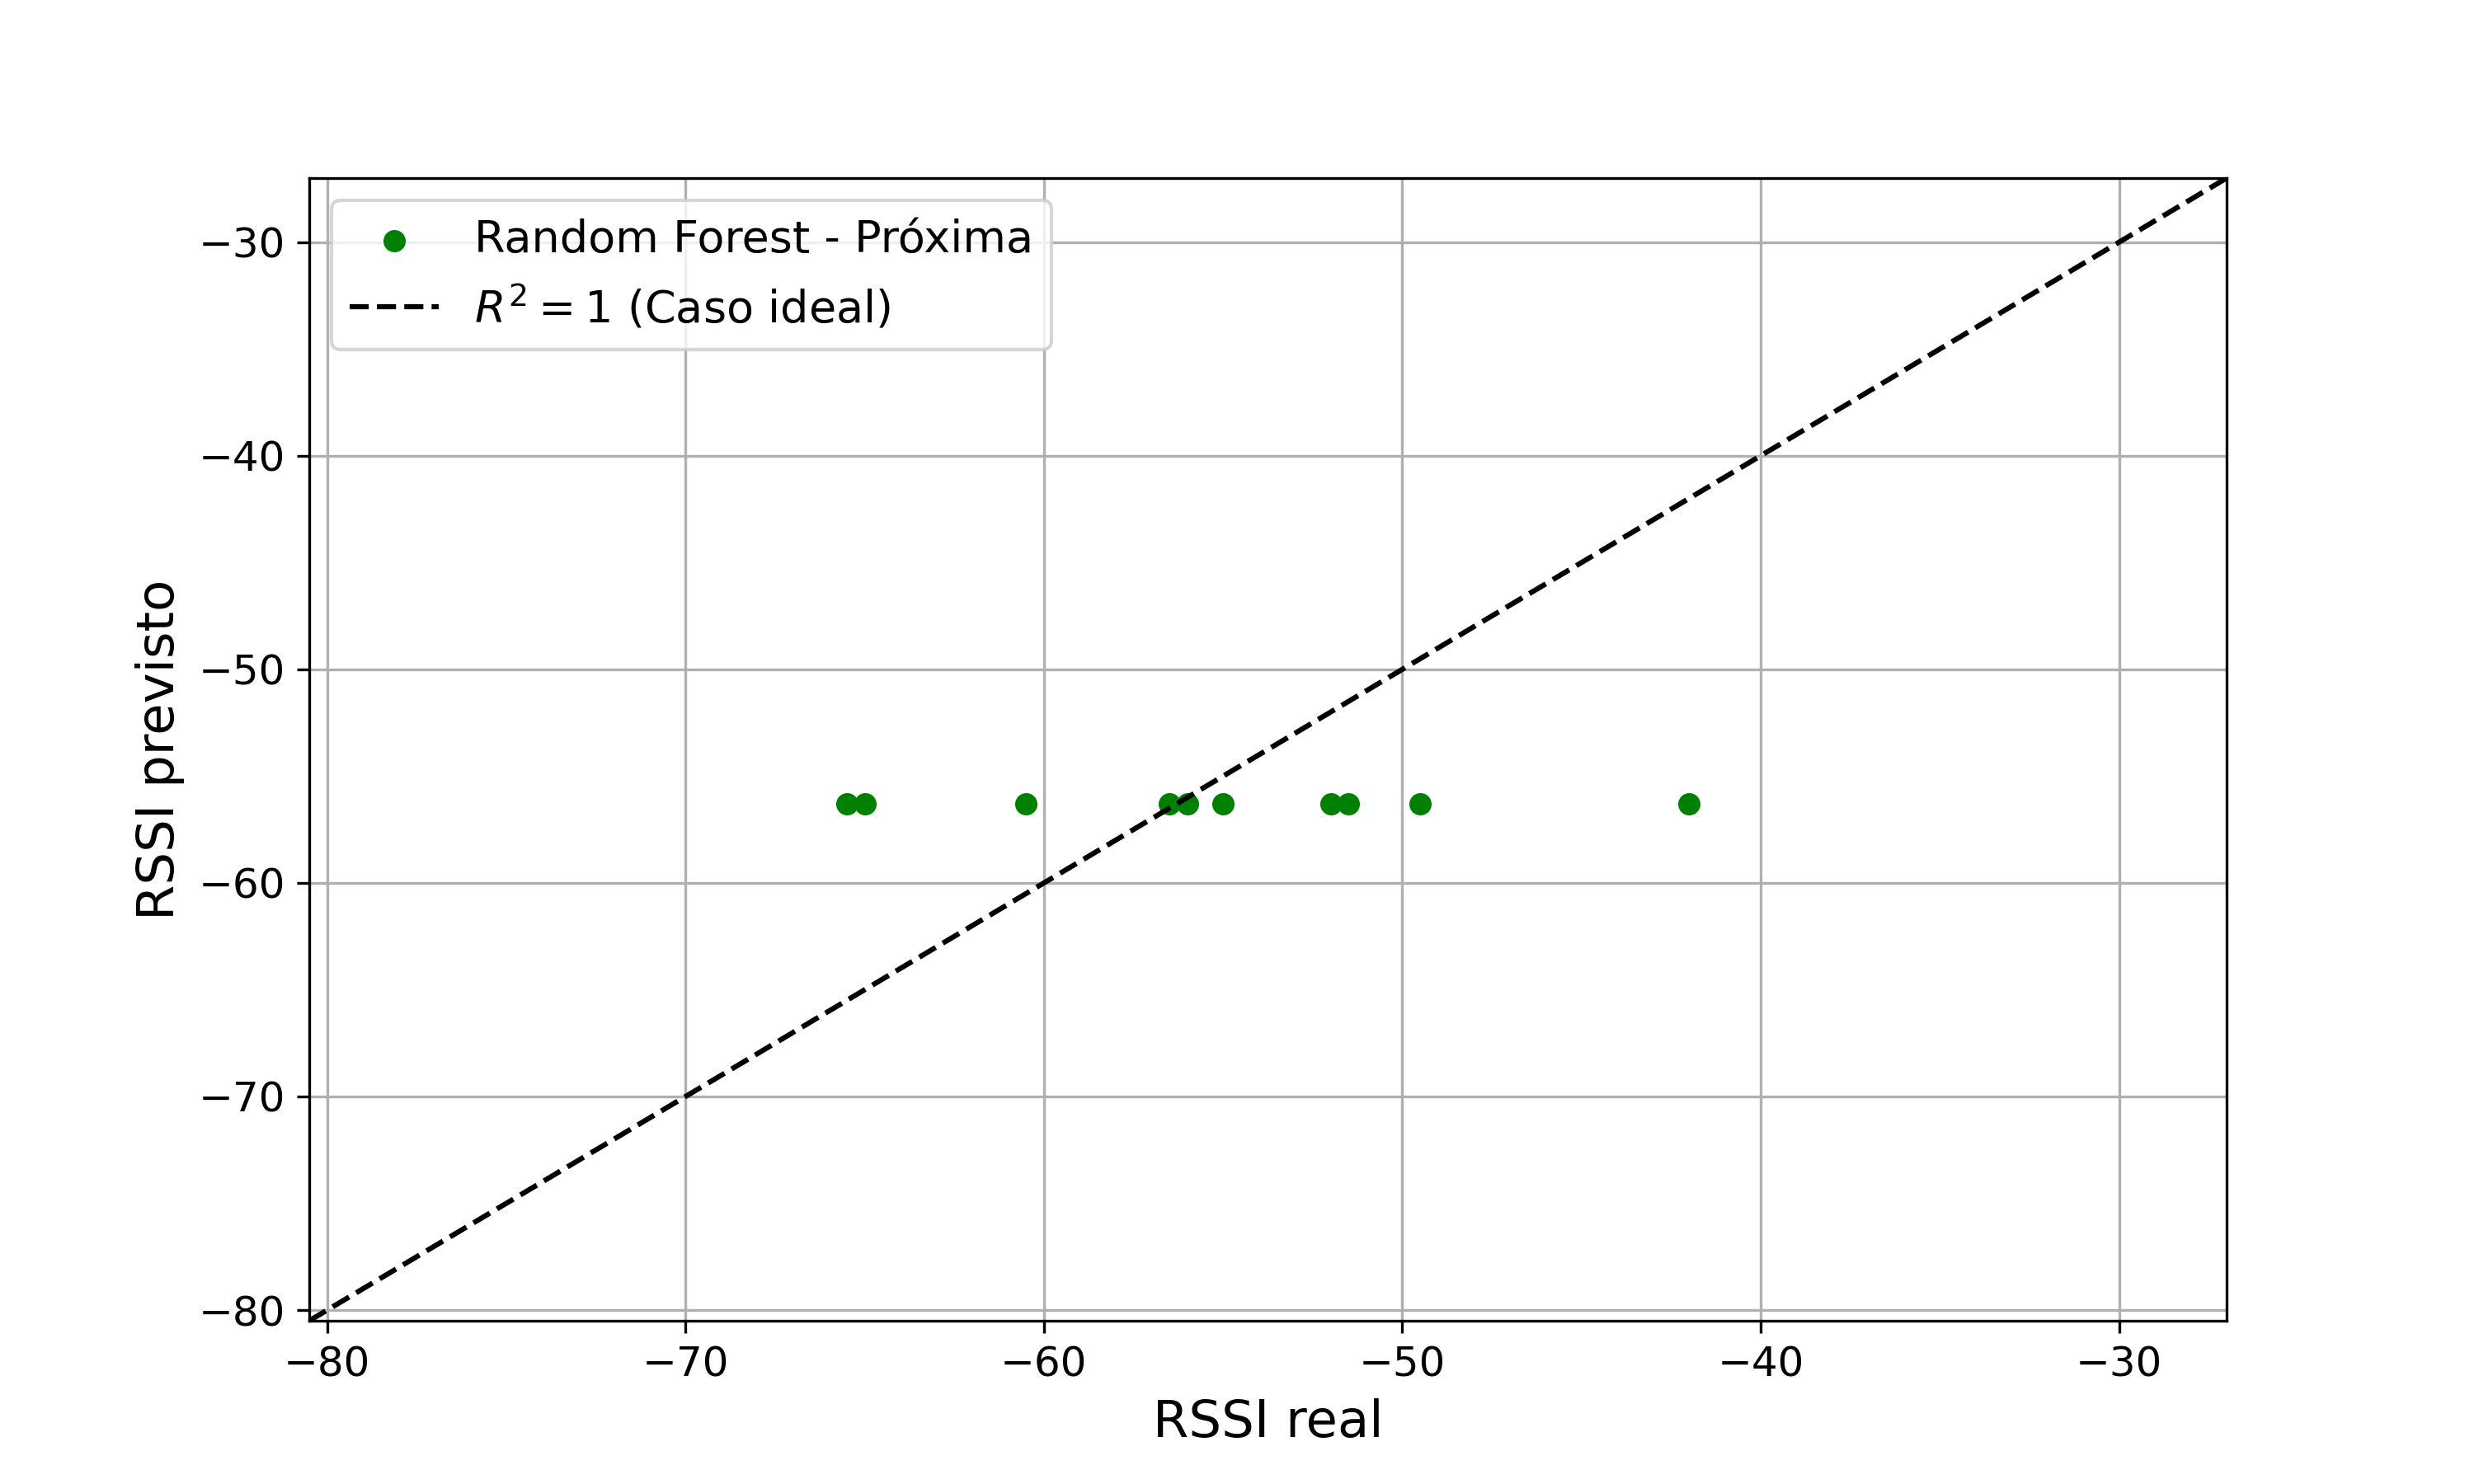 Random Forest - Próxima
R² = 1 (Caso ideal)
−30
−40
−50
−60
−70
−80
RSSI previsto
−80 −70 −60 −50 −40 −30
RSSI real